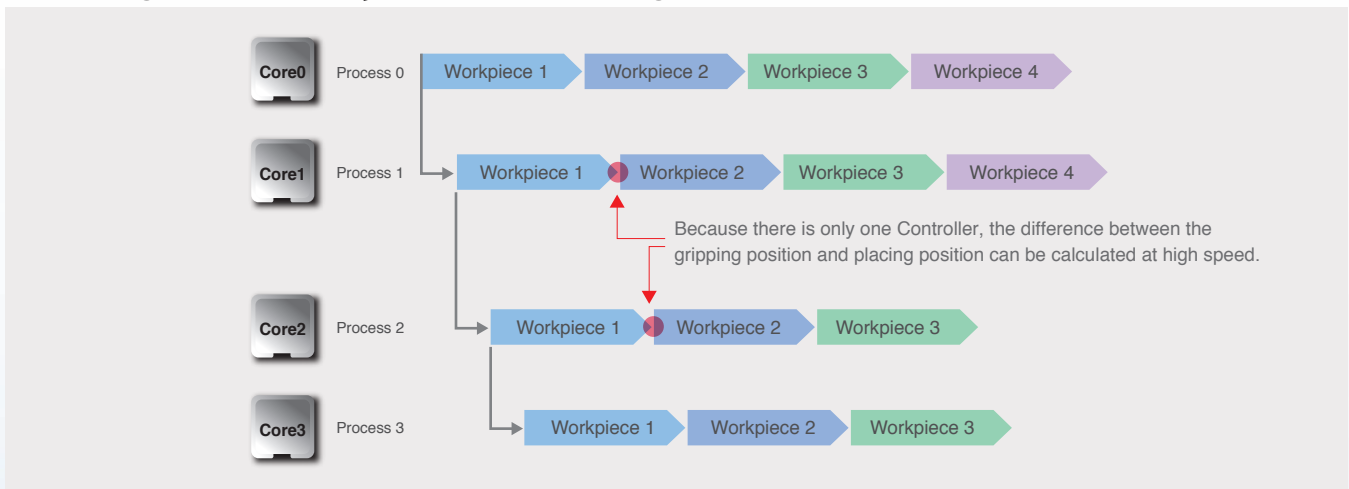 Core0 Process 0 Workpiece 1 Workpiece 2 Workpiece 3 Workpiece 4
Core1 Process 1 Workpiece 1 Workpiece 2 Workpiece 3 Workpiece 4
Because there is only one Controller, the difference between the
gripping position and placing position can be calculated at high speed.
Core2 Process 2 Workpiece 1 Workpiece 2 Workpiece 3
Core3 Process 3 Workpiece 1 Workpiece 2 Workpiece 3